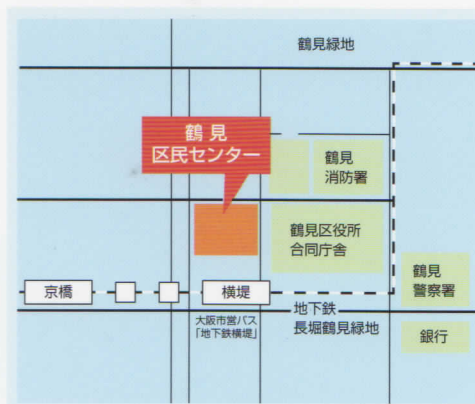 鶴見緑地
鶴見
区民センター
鶴見
消防署
鶴見区役所
合同庁舎
鶴見
警察署
京橋
横堤
地下鉄
長堀鶴見緑地
大阪市営バス
「地下鉄横堤」
銀行